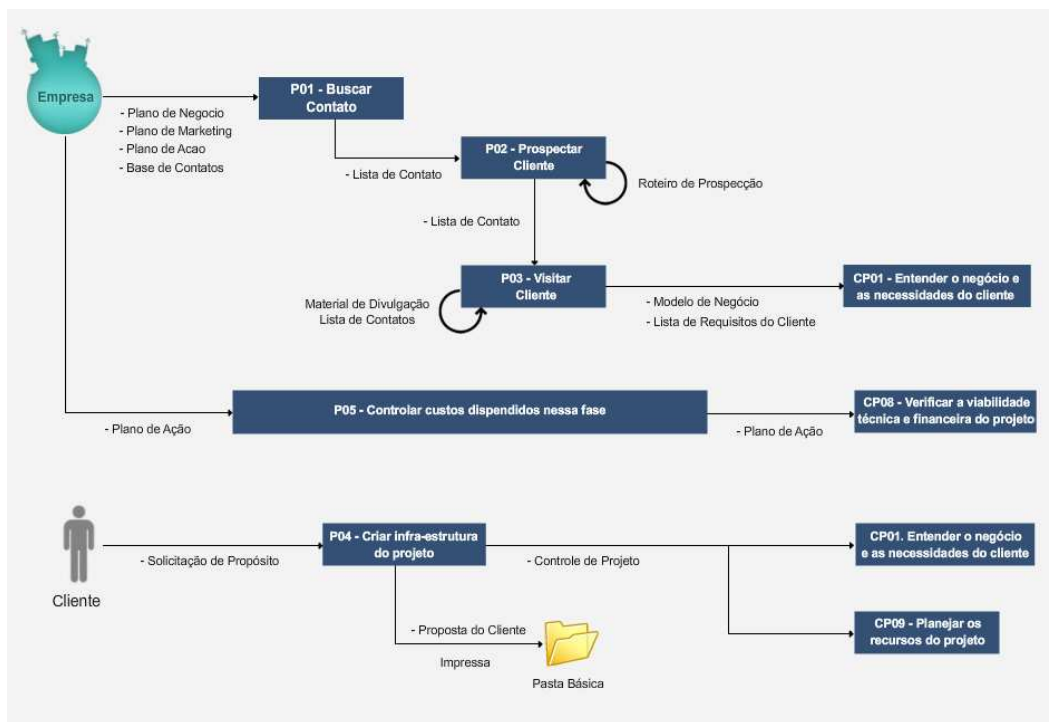 Empresa
- Plano de Negocio
- Plano de Marketing
- Plano de Acao
- Base de Contatos
P01 - Buscar
Contato
- Lista de Contato
P02 - Prospectar
Cliente
Roteiro de Prospecção
- Lista de Contato
P03 - Visitar
Cliente
Material de Divulgação
Lista de Contatos
- Modelo de Negócio
- Lista de Requisitos do Cliente
CP01 - Entender o negócio e
as necessidades do cliente
- Plano de Ação
P05 - Controlar custos dispendidos nessa fase
- Plano de Ação
CP08 - Verificar a viabilidade
técnica e financeira do projeto
Cliente
- Solicitação de Propósito
P04 - Criar infra-estrutura
do projeto
- Controle de Projeto
CP01. Entender o negócio
e as necessidades do cliente
CP09 - Planejar os
recursos do projeto
- Proposta do Cliente
Impressa
Pasta Básica